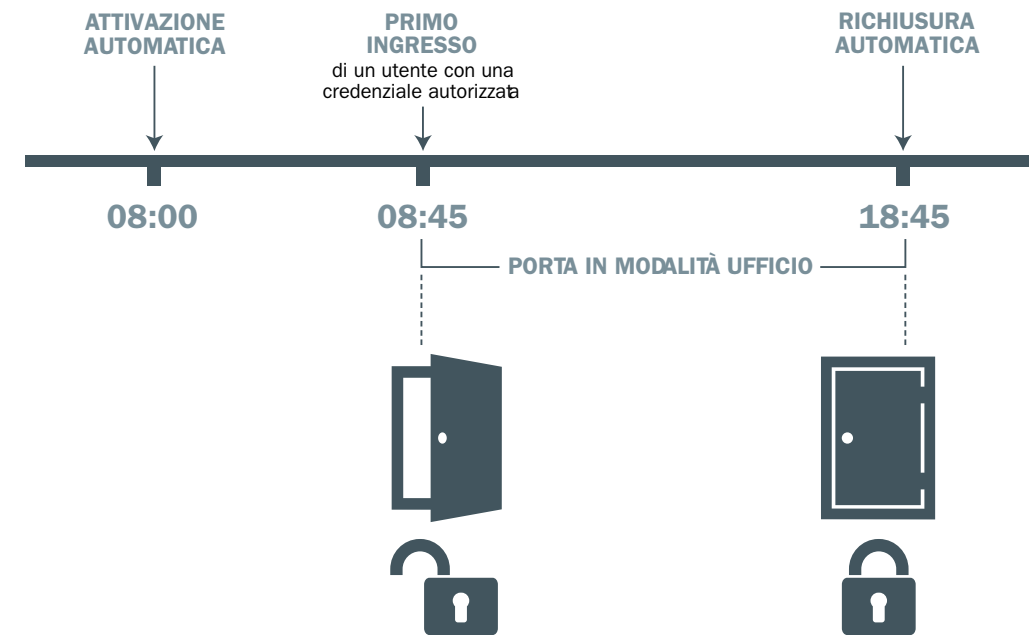 ATTIVAZIONE
AUTOMATICA
PRIMO
INGRESSO
di un utente con una
credenziale autorizzata
RICHIUSURA
AUTOMATICA
08:00
08:45
18:45
PORTA IN MODALITÀ UFFICIO